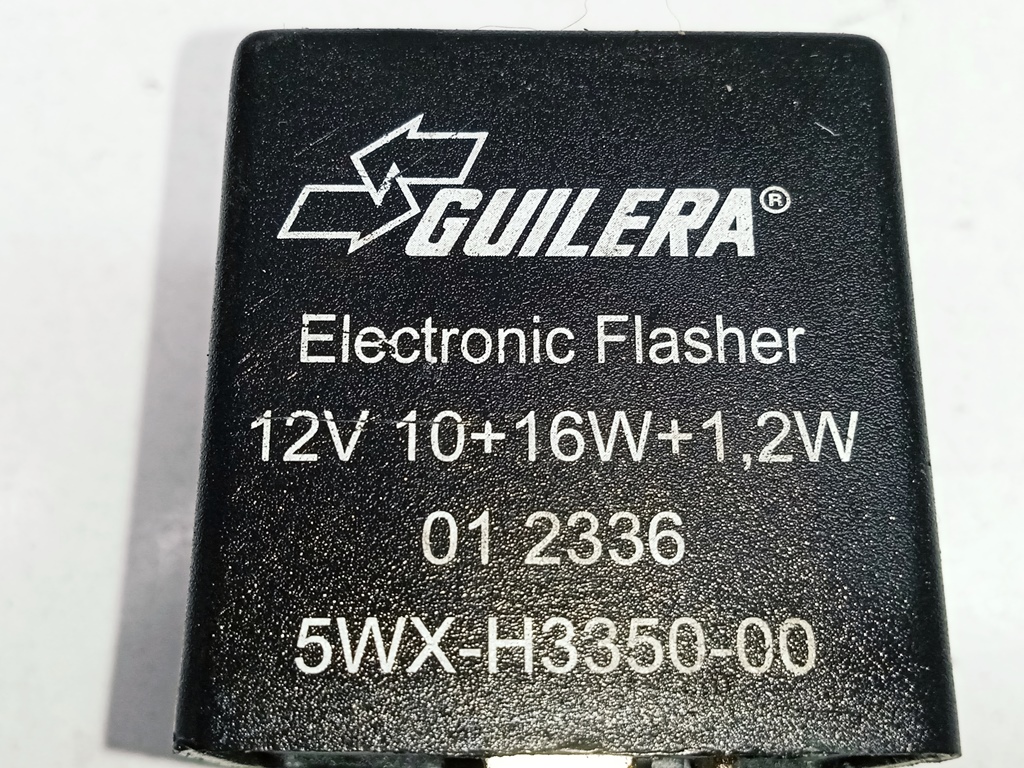 GUILERA®
Electronic Flasher
12V 10+16W+1,2W
01 2336
5WX-H3350-00